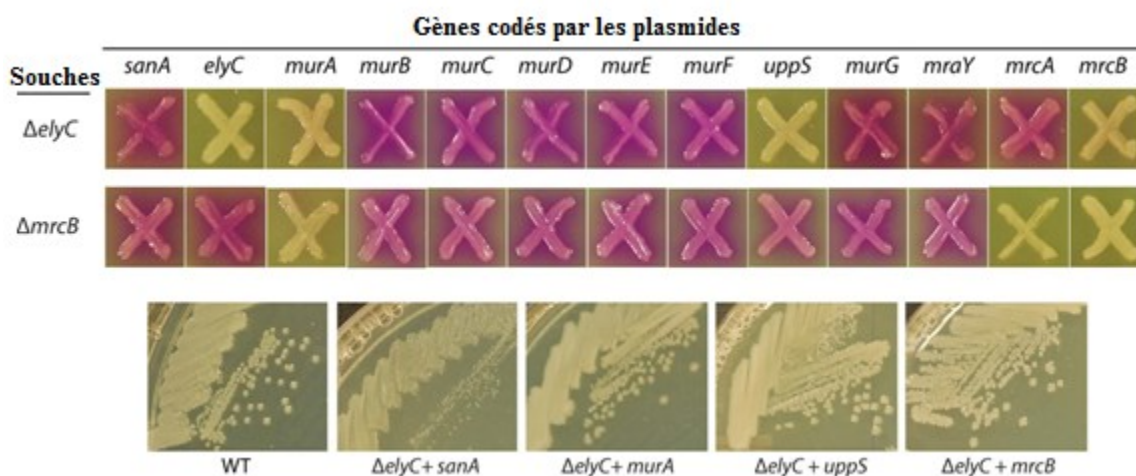 Gènes codés par les plasmides
Souches
sanA elyC murA murB murC murD murE murF uppS murG mraY mrcA mrcB
ΔelyC
ΔmrcB
WT ΔelyC+ sanA ΔelyC+ murA ΔelyC + uppS ΔelyC + mrcB